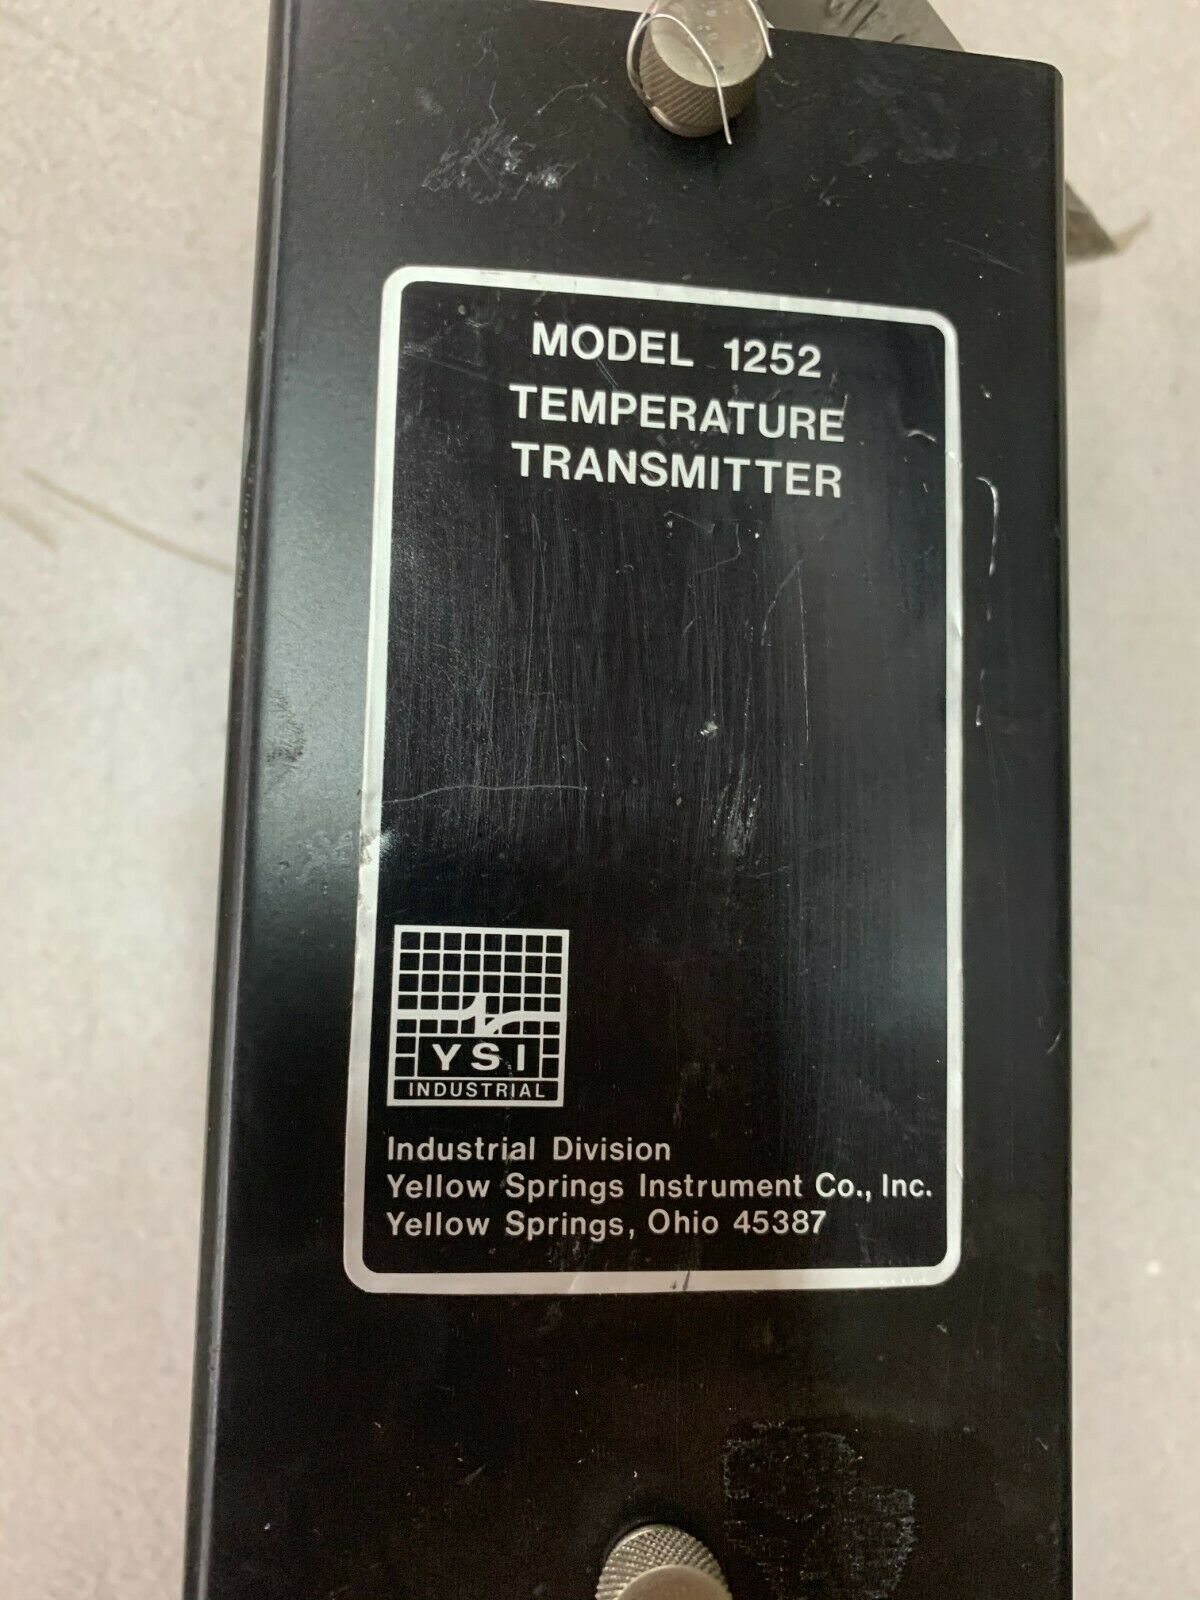 MODEL 1252
TEMPERATURE
TRANSMITTER
YSI
INDUSTRIAL
Industrial Division
Yellow Springs Instrument Co., Inc.
Yellow Springs, Ohio 45387